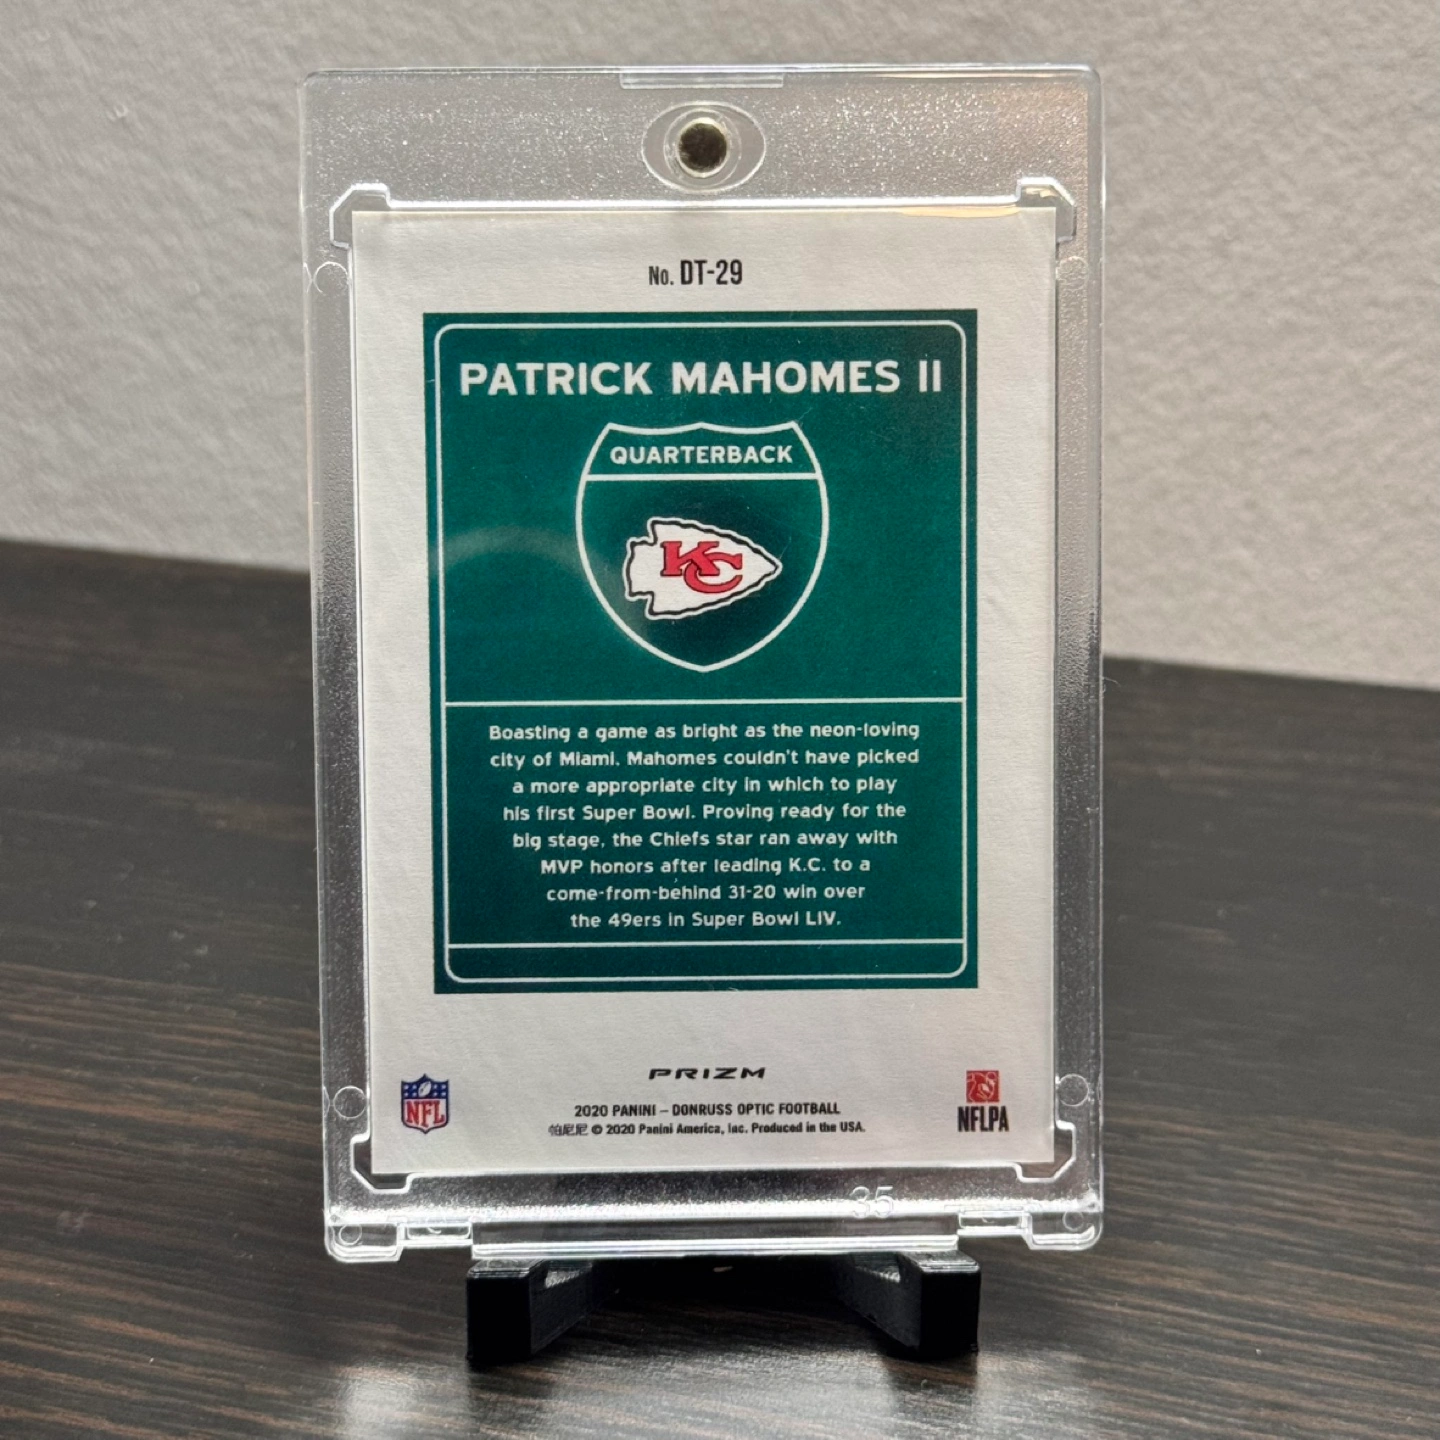 No. DT-29
PATRICK MAHOMES II
QUARTERBACK
KC
Boasting a game as bright as the neon-loving
city of Miami, Mahomes couldn't have picked
a more appropriate city in which to play
his first Super Bowl. Proving ready for the
big stage, the Chiefs star ran away with
MVP honors after leading K.C. to a
come-from-behind 31-20 win over
the 49ers in Super Bowl LIV.
PRIZM
NFL
2020 PANINI – DONRUSS OPTIC FOOTBALL
帕尼尼 © 2020 Panini America, Inc. Produced in the USA.
NFLPA
35